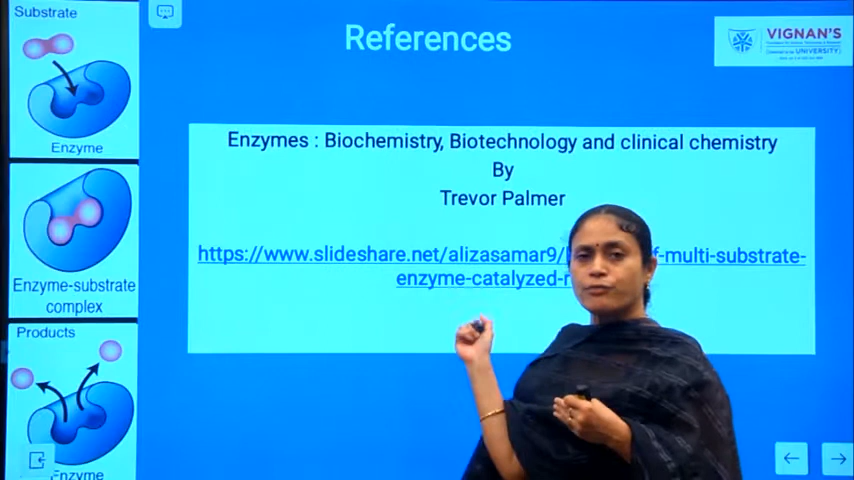 Substrate
Enzyme
Enzyme-substrate
complex
Products
Enzyme
References
VIGNAN'S
UNIVERSITY
Enzymes : Biochemistry, Biotechnology and clinical chemistry
By
Trevor Palmer
https://www.slideshare.net/alizasamar9/ f-multi-substrate-
enzyme-catalyzed-r